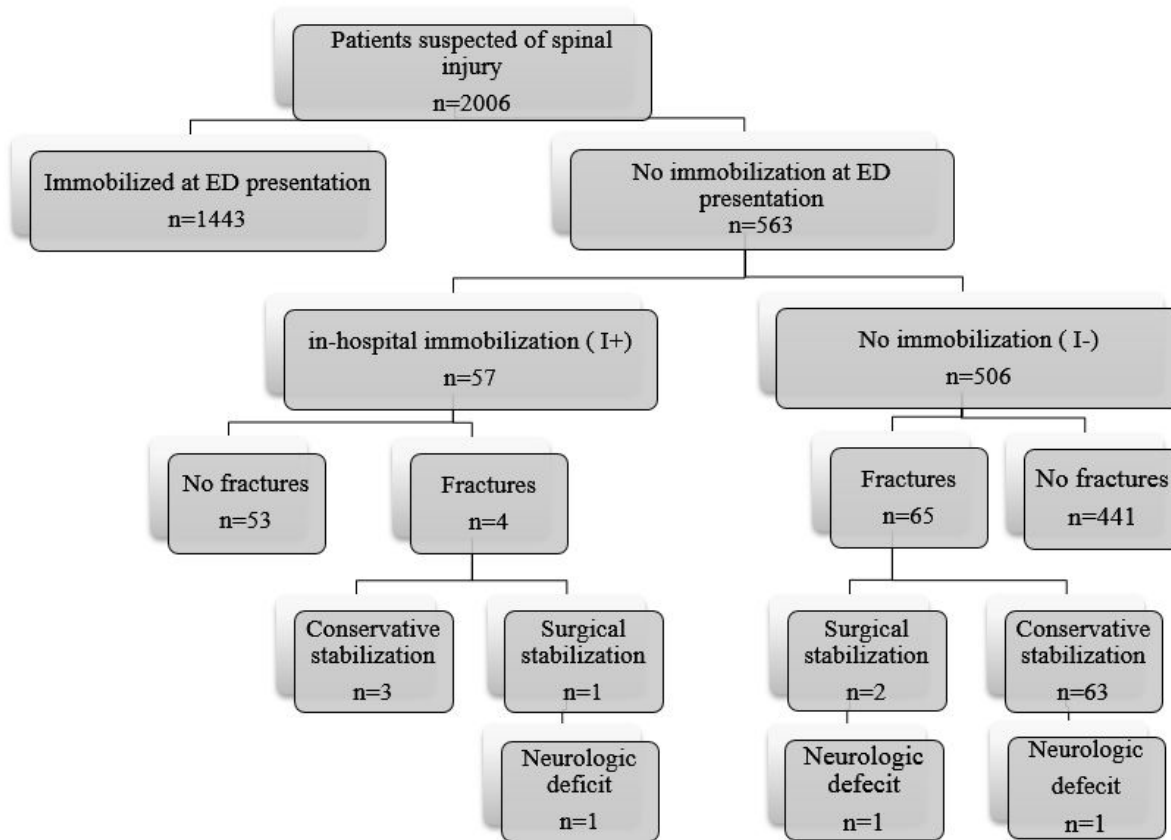 Patients suspected of spinal
injury
n=2006
Immobilized at ED presentation
n=1443
No immobilization at ED
presentation
n=563
in-hospital immobilization ( I+)
n=57
No immobilization ( I-)
n=506
No fractures
n=53
Fractures
n=4
Fractures
n=65
No fractures
n=441
Conservative
stabilization
n=3
Surgical
stabilization
n=1
Surgical
stabilization
n=2
Conservative
stabilization
n=63
Neurologic
deficit
n=1
Neurologic
defecit
n=1
Neurologic
defecit
n=1